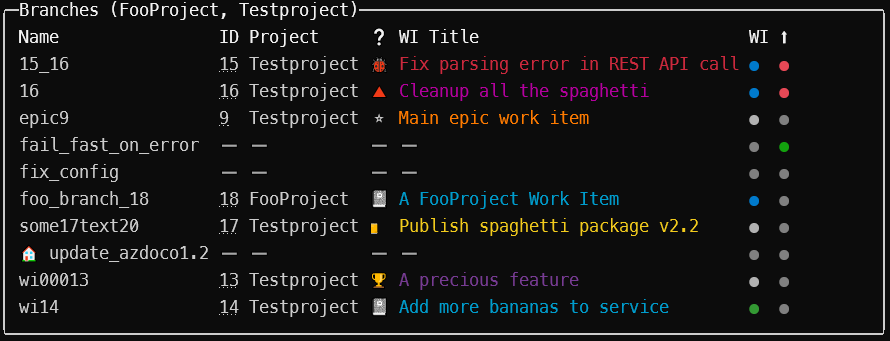 Branches (FooProject, Testproject)
Name ID Project ? WI Title WI ⬆
15_16 15 Testproject 🐞 Fix parsing error in REST API call ● ●
16 16 Testproject 🔺 Cleanup all the spaghetti ● ●
epic9 9 Testproject ⭐ Main epic work item ● ●
fail_fast_on_error — — — — ● ●
fix_config — — — — ● ●
foo_branch_18 18 FooProject 📔 A FooProject Work Item ● ●
some17text20 17 Testproject ▮ Publish spaghetti package v2.2 ● ●
🏠 update_azdoco1.2 — — — — ● ●
wi00013 13 Testproject 🏆 A precious feature ● ●
wi14 14 Testproject 📔 Add more bananas to service ● ●